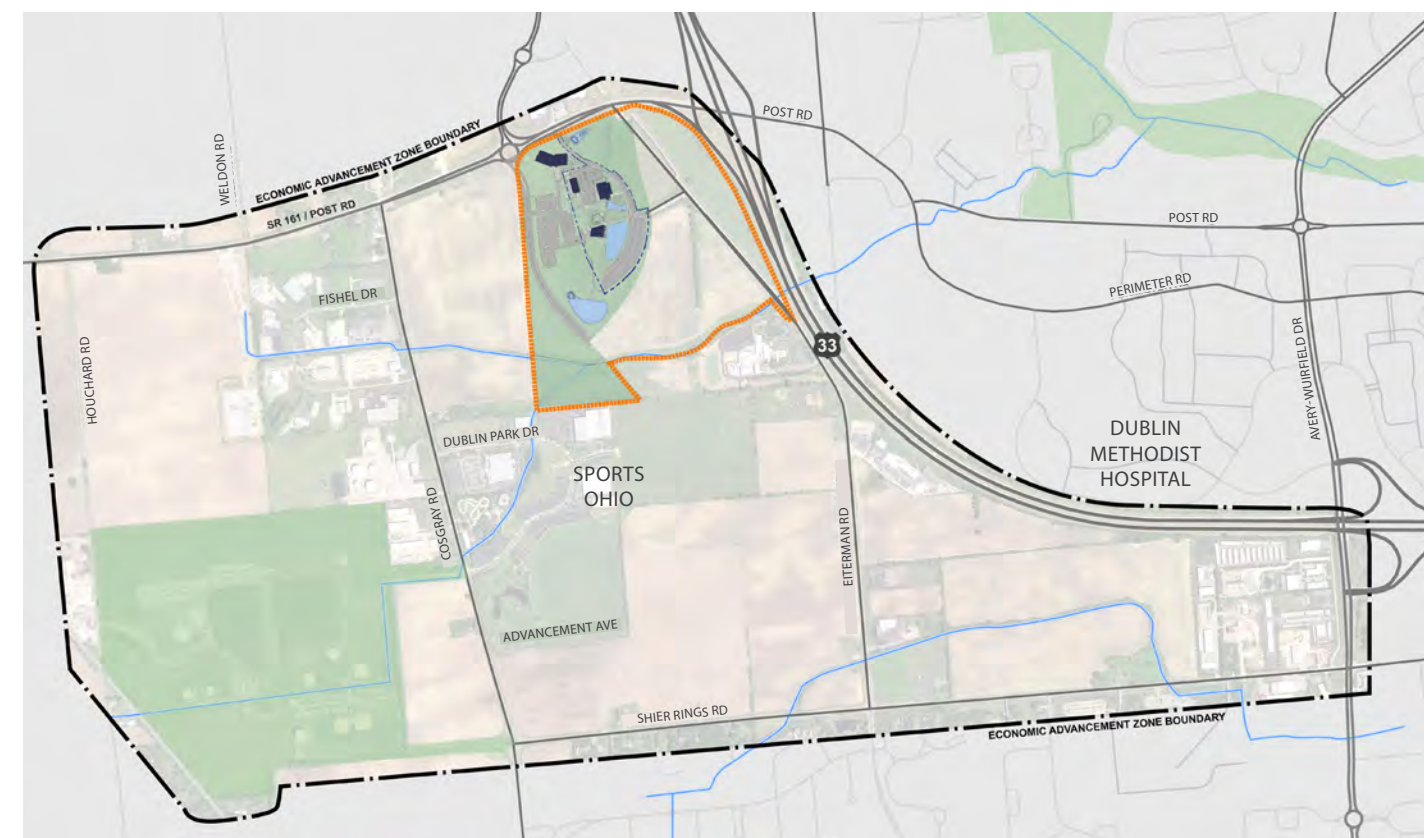 POST RD
WELDON RD
ECONOMIC ADVANCEMENT ZONE BOUNDARY
SR 161 / POST RD
POST RD
PERIMETER RD
FISHEL DR
HOUCHARD RD
33
AVERY-WUIRFIELD DR
DUBLIN PARK DR
DUBLIN
METHODIST
HOSPITAL
SPORTS
OHIO
COSGRAY RD
EITERMAN RD
ADVANCEMENT AVE
SHIER RINGS RD
ECONOMIC ADVANCEMENT ZONE BOUNDARY